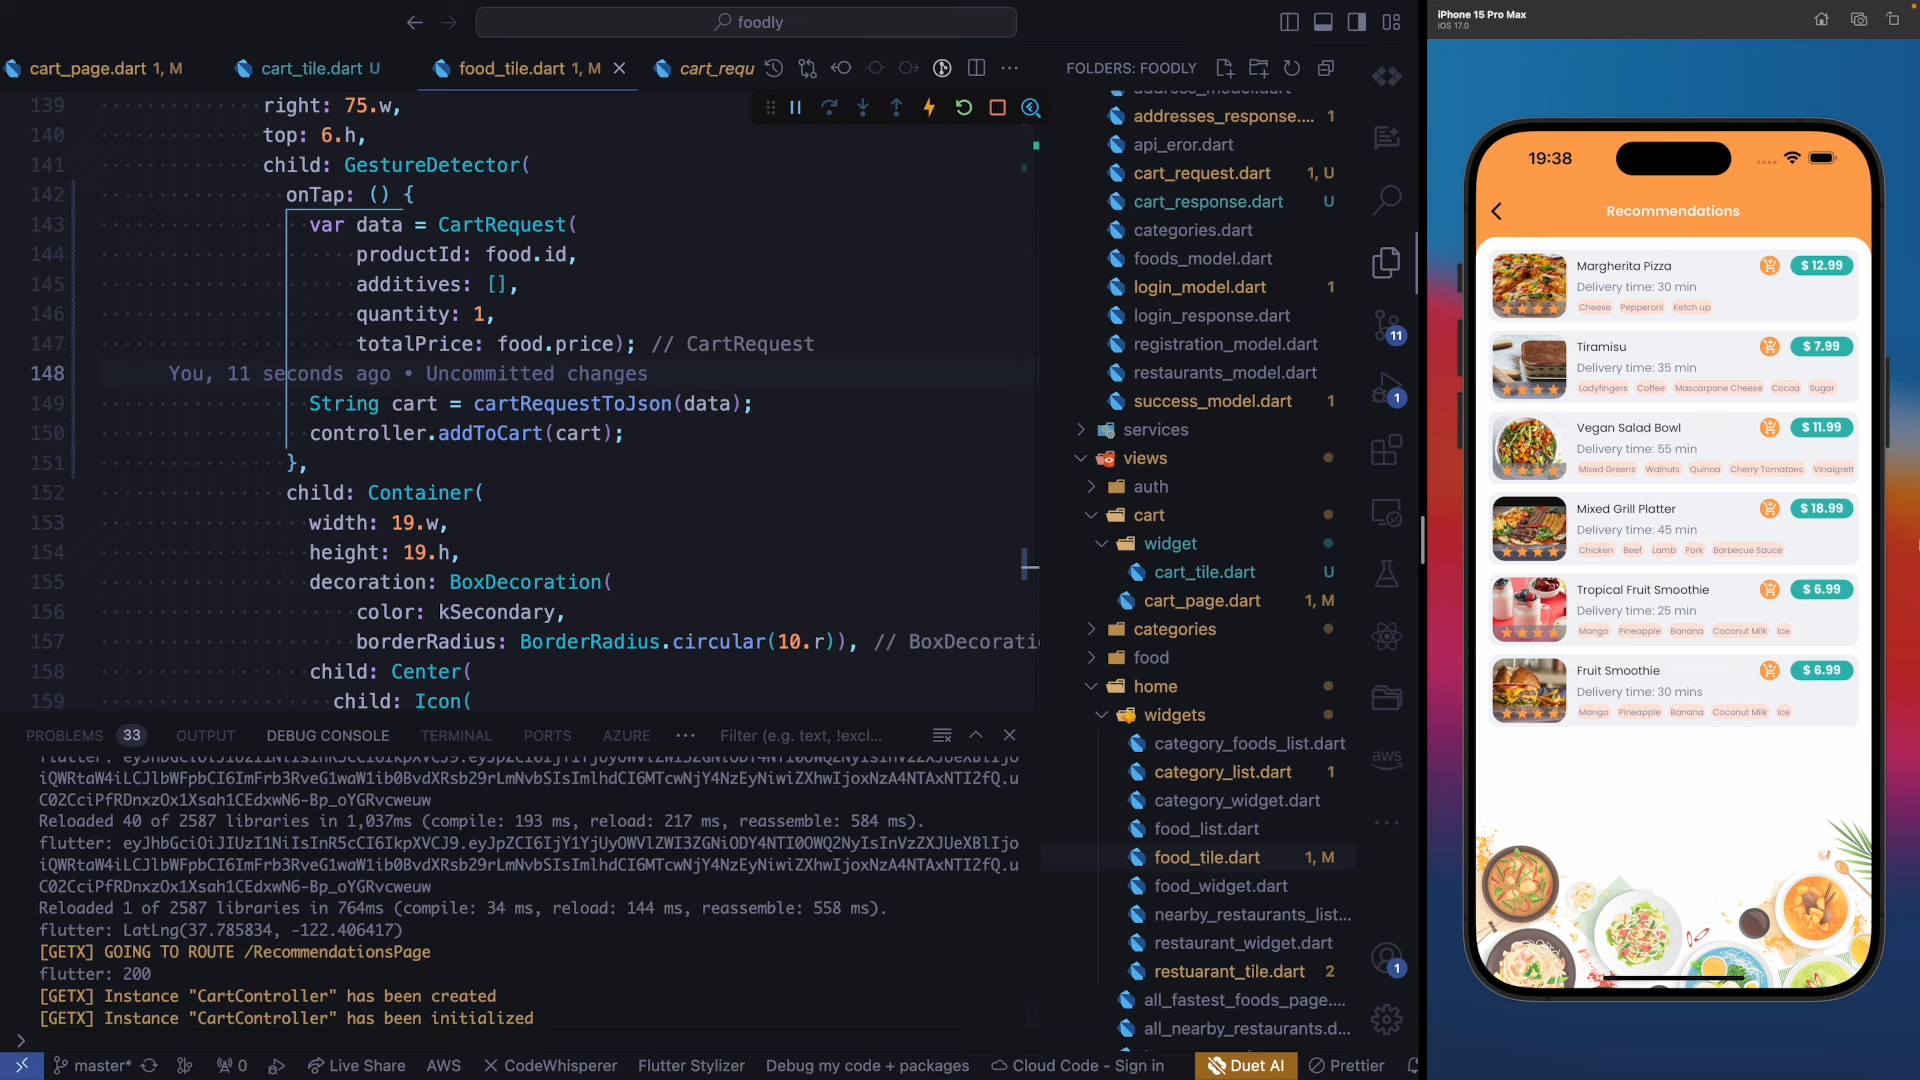 foodly
cart_page.dart 1, M
cart_tile.dart U
food_tile.dart 1, M
cart_requ
139 right: 75.w,
140 top: 6.h,
141 child: GestureDetector(
142 onTap: () {
143 var data = CartRequest(
144 productId: food.id,
145 additives: [],
146 quantity: 1,
147 totalPrice: food.price); // CartRequest
148 You, 11 seconds ago • Uncommitted changes
149 String cart = cartRequestToJson(data);
150 controller.addToCart(cart);
151 },
152 child: Container(
153 width: 19.w,
154 height: 19.h,
155 decoration: BoxDecoration(
156 color: kSecondary,
157 borderRadius: BorderRadius.circular(10.r)), // BoxDecorati
158 child: Center(
159 child: Icon(
PROBLEMS 33
OUTPUT
DEBUG CONSOLE
TERMINAL
PORTS
AZURE
Filter (e.g. text, !excl...
C02CciPfRDnxzOx1Xsah1CEdxwN6-Bp_oYGRvcweuw
Reloaded 40 of 2587 libraries in 1,037ms (compile: 193 ms, reload: 217 ms, reassemble: 584 ms).
C02CciPfRDnxzOx1Xsah1CEdxwN6-Bp_oYGRvcweuw
Reloaded 1 of 2587 libraries in 764ms (compile: 34 ms, reload: 144 ms, reassemble: 558 ms).
flutter: LatLng(37.785834, -122.406417)
[GETX] GOING TO ROUTE /RecommendationsPage
flutter: 200
[GETX] Instance "CartController" has been created
[GETX] Instance "CartController" has been initialized
master*
0
Live Share
AWS
CodeWhisperer
Flutter Stylizer
Debug my code + packages
Cloud Code - Sign in
Duet AI
Prettier
FOLDERS: FOODLY
address_model.dart
addresses_response.... 1
api_eror.dart
cart_request.dart 1, U
cart_response.dart U
categories.dart
foods_model.dart
login_model.dart 1
login_response.dart
registration_model.dart
restaurants_model.dart
success_model.dart 1
services
views
auth
cart
widget
cart_tile.dart U
cart_page.dart 1, M
categories
food
home
widgets
category_foods_list.dart
category_list.dart 1
category_widget.dart
food_list.dart
food_tile.dart 1, M
food_widget.dart
nearby_restaurants_list...
restaurant_widget.dart
restuarant_tile.dart 2
all_fastest_foods_page....
all_nearby_restaurants.d...
11
1
aws
1
iPhone 15 Pro Max
iOS 17.0
19:38
Recommendations
Margherita Pizza $ 12.99
Delivery time: 30 min
Cheese Pepperoni Ketch up
Tiramisu $ 7.99
Delivery time: 35 min
Ladyfingers Coffee Mascarpone Cheese Cocoa Sugar
Vegan Salad Bowl $ 11.99
Delivery time: 55 min
Mixed Greens Walnuts Quinoa Cherry Tomatoes Vinaigrett
Mixed Grill Platter $ 18.99
Delivery time: 45 min
Chicken Beef Lamb Pork Barbecue Sauce
Tropical Fruit Smoothie $ 6.99
Delivery time: 25 min
Mango Pineapple Banana Coconut Milk Ice
Fruit Smoothie $ 6.99
Delivery time: 30 mins
Mango Pineapple Banana Coconut Milk Ice